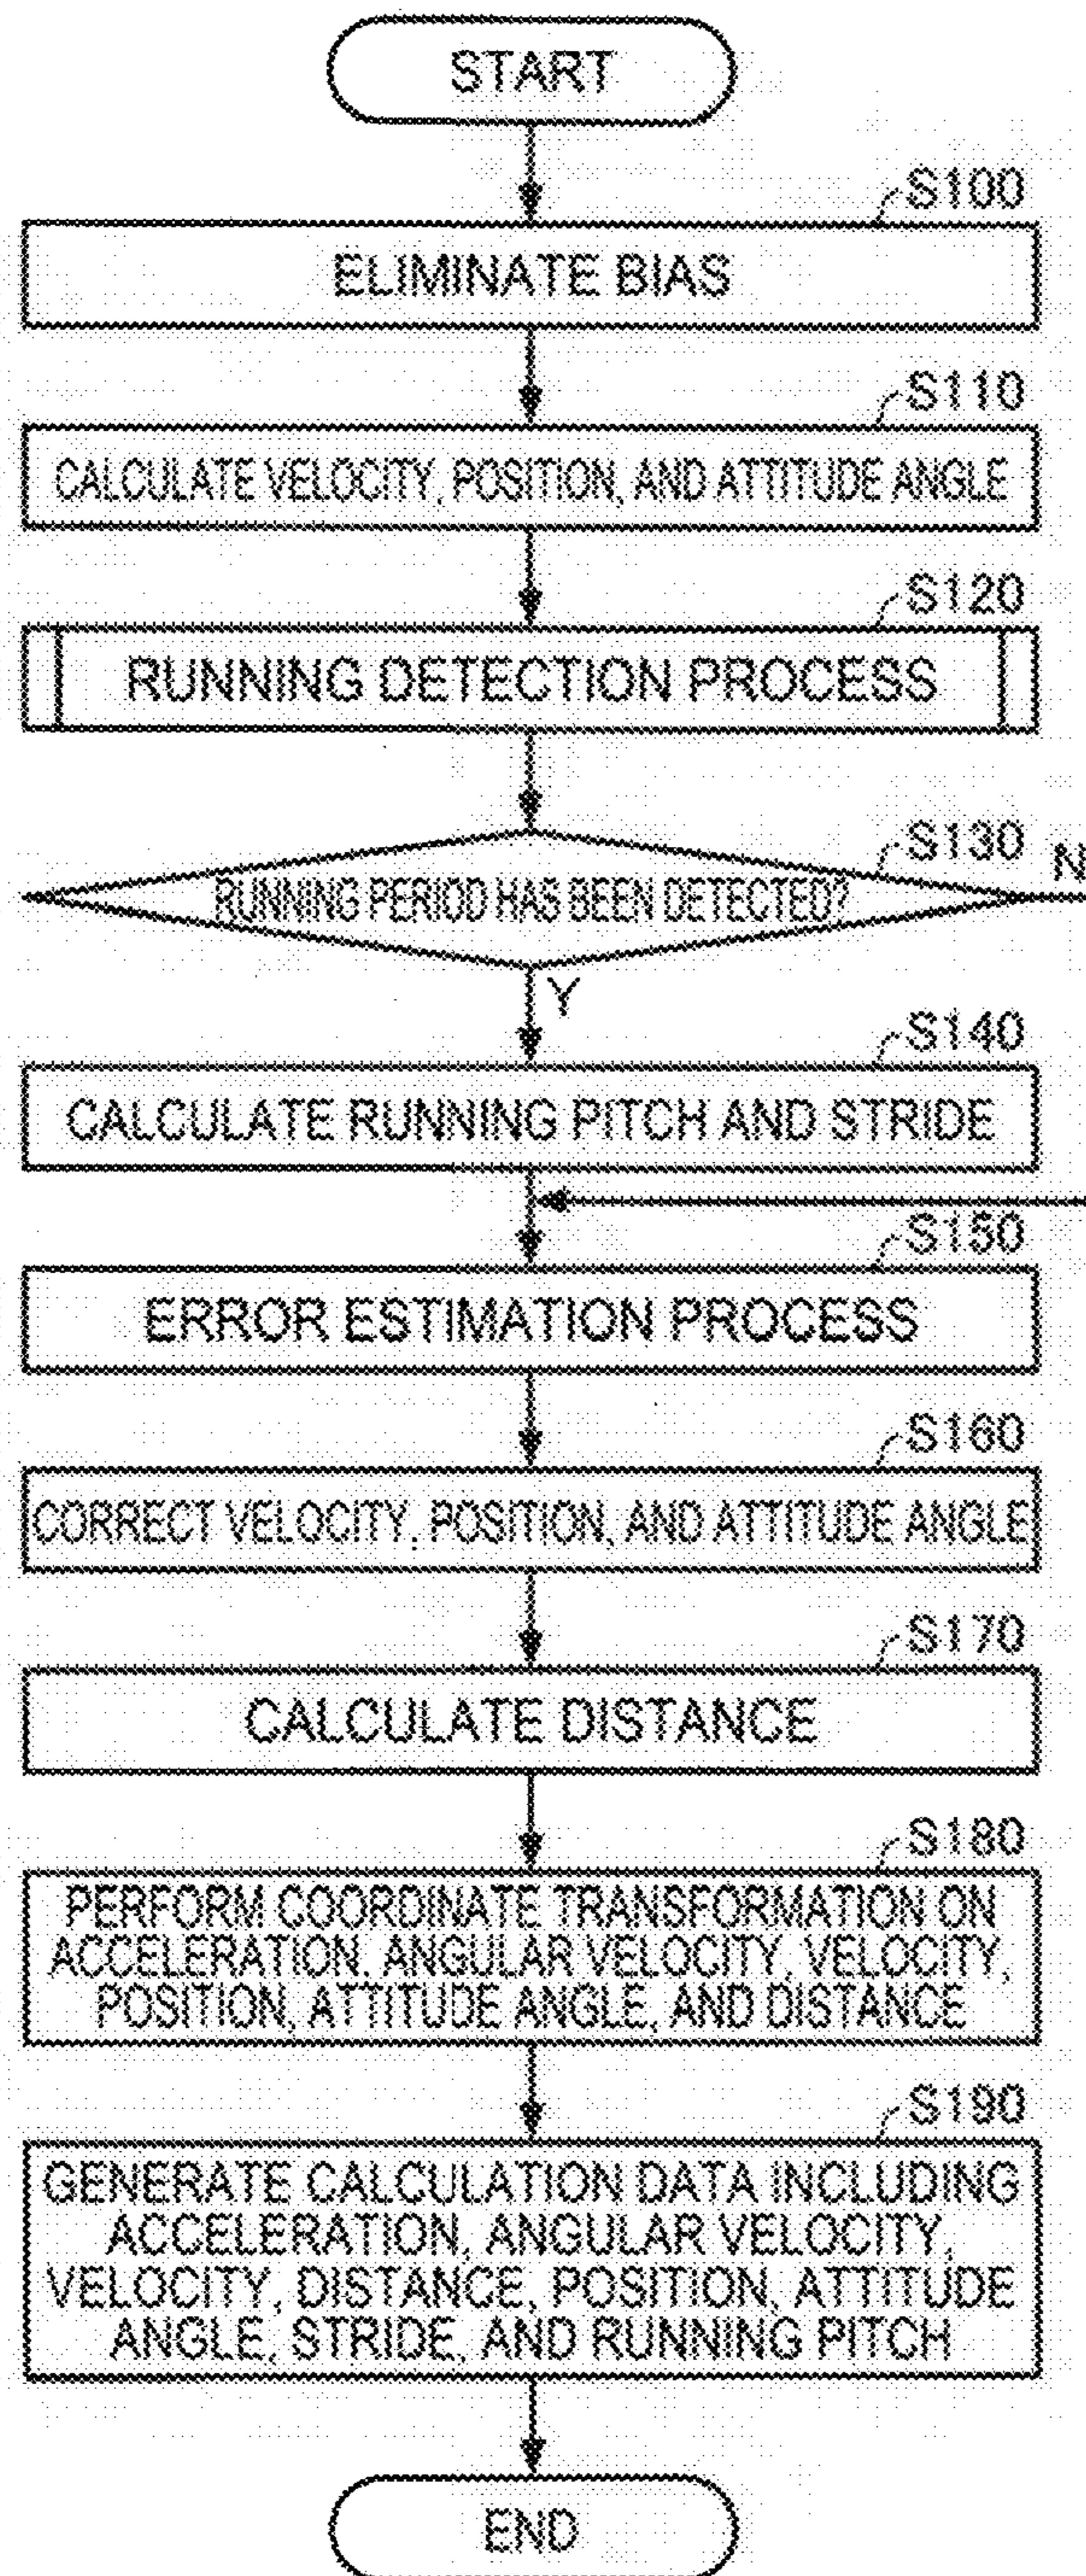 START
S100
ELIMINATE BIAS
S110
CALCULATE VELOCITY, POSITION, AND ATTITUDE ANGLE
S120
RUNNING DETECTION PROCESS
S130
N
RUNNING PERIOD HAS BEEN DETECTED?
Y
S140
CALCULATE RUNNING PITCH AND STRIDE
S150
ERROR ESTIMATION PROCESS
S160
CORRECT VELOCITY, POSITION, AND ATTITUDE ANGLE
S170
CALCULATE DISTANCE
S180
PERFORM COORDINATE TRANSFORMATION ON
ACCELERATION, ANGULAR VELOCITY, VELOCITY,
POSITION, ATTITUDE ANGLE, AND DISTANCE
S190
GENERATE CALCULATION DATA INCLUDING
ACCELERATION, ANGULAR VELOCITY,
VELOCITY, DISTANCE, POSITION, ATTITUDE
ANGLE, STRIDE, AND RUNNING PITCH
END